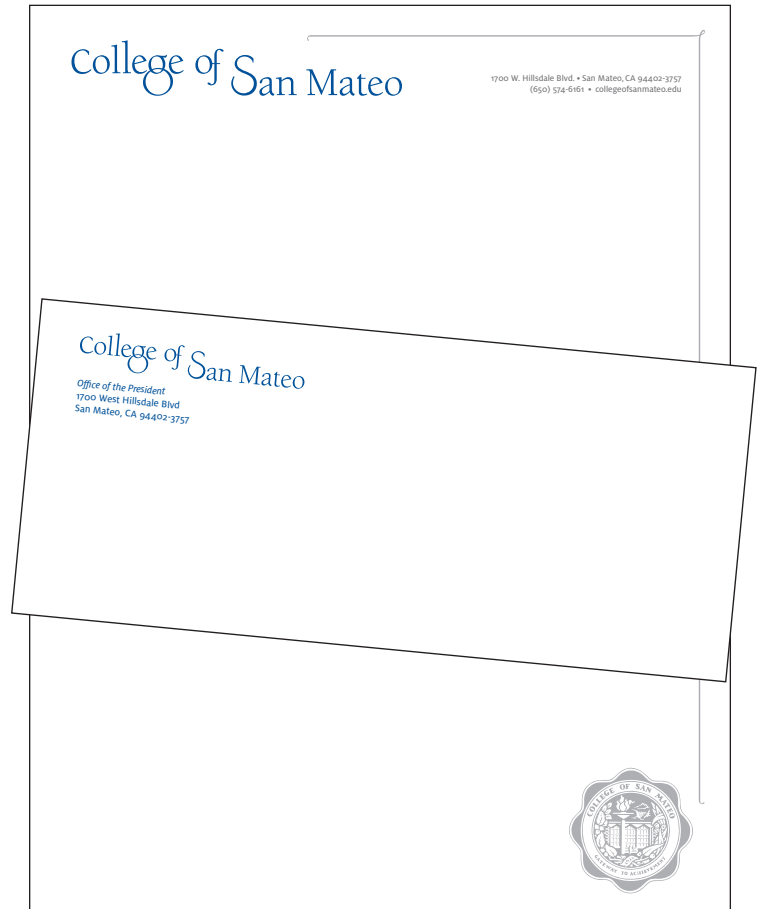 College of San Mateo
1700 W. Hillsdale Blvd. • San Mateo, CA 94402-3757
(650) 574-6161 • collegeofsanmateo.edu
College of San Mateo
Office of the President
1700 West Hillsdale Blvd
San Mateo, CA 94402-3757
COLLEGE OF SAN MATEO
GATEWAY TO ACHIEVEMENT